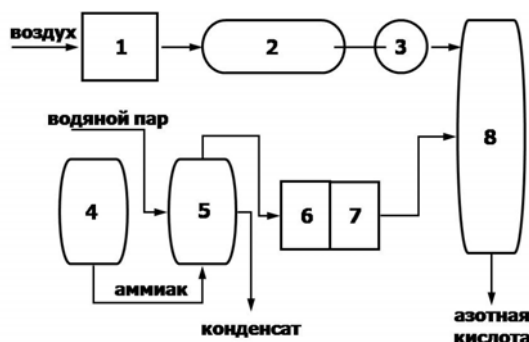 воздух
1
2
3
водяной пар
4
5
6
7
8
аммиак
конденсат
азотная
кислота